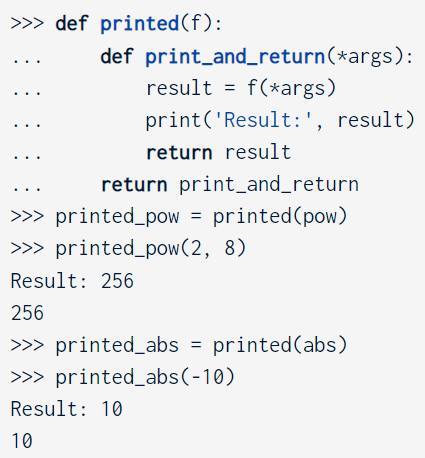 >>> def printed(f):
...     def print_and_return(*args):
...         result = f(*args)
...         print('Result:', result)
...         return result
...     return print_and_return
>>> printed_pow = printed(pow)
>>> printed_pow(2, 8)
Result: 256
256
>>> printed_abs = printed(abs)
>>> printed_abs(-10)
Result: 10
10